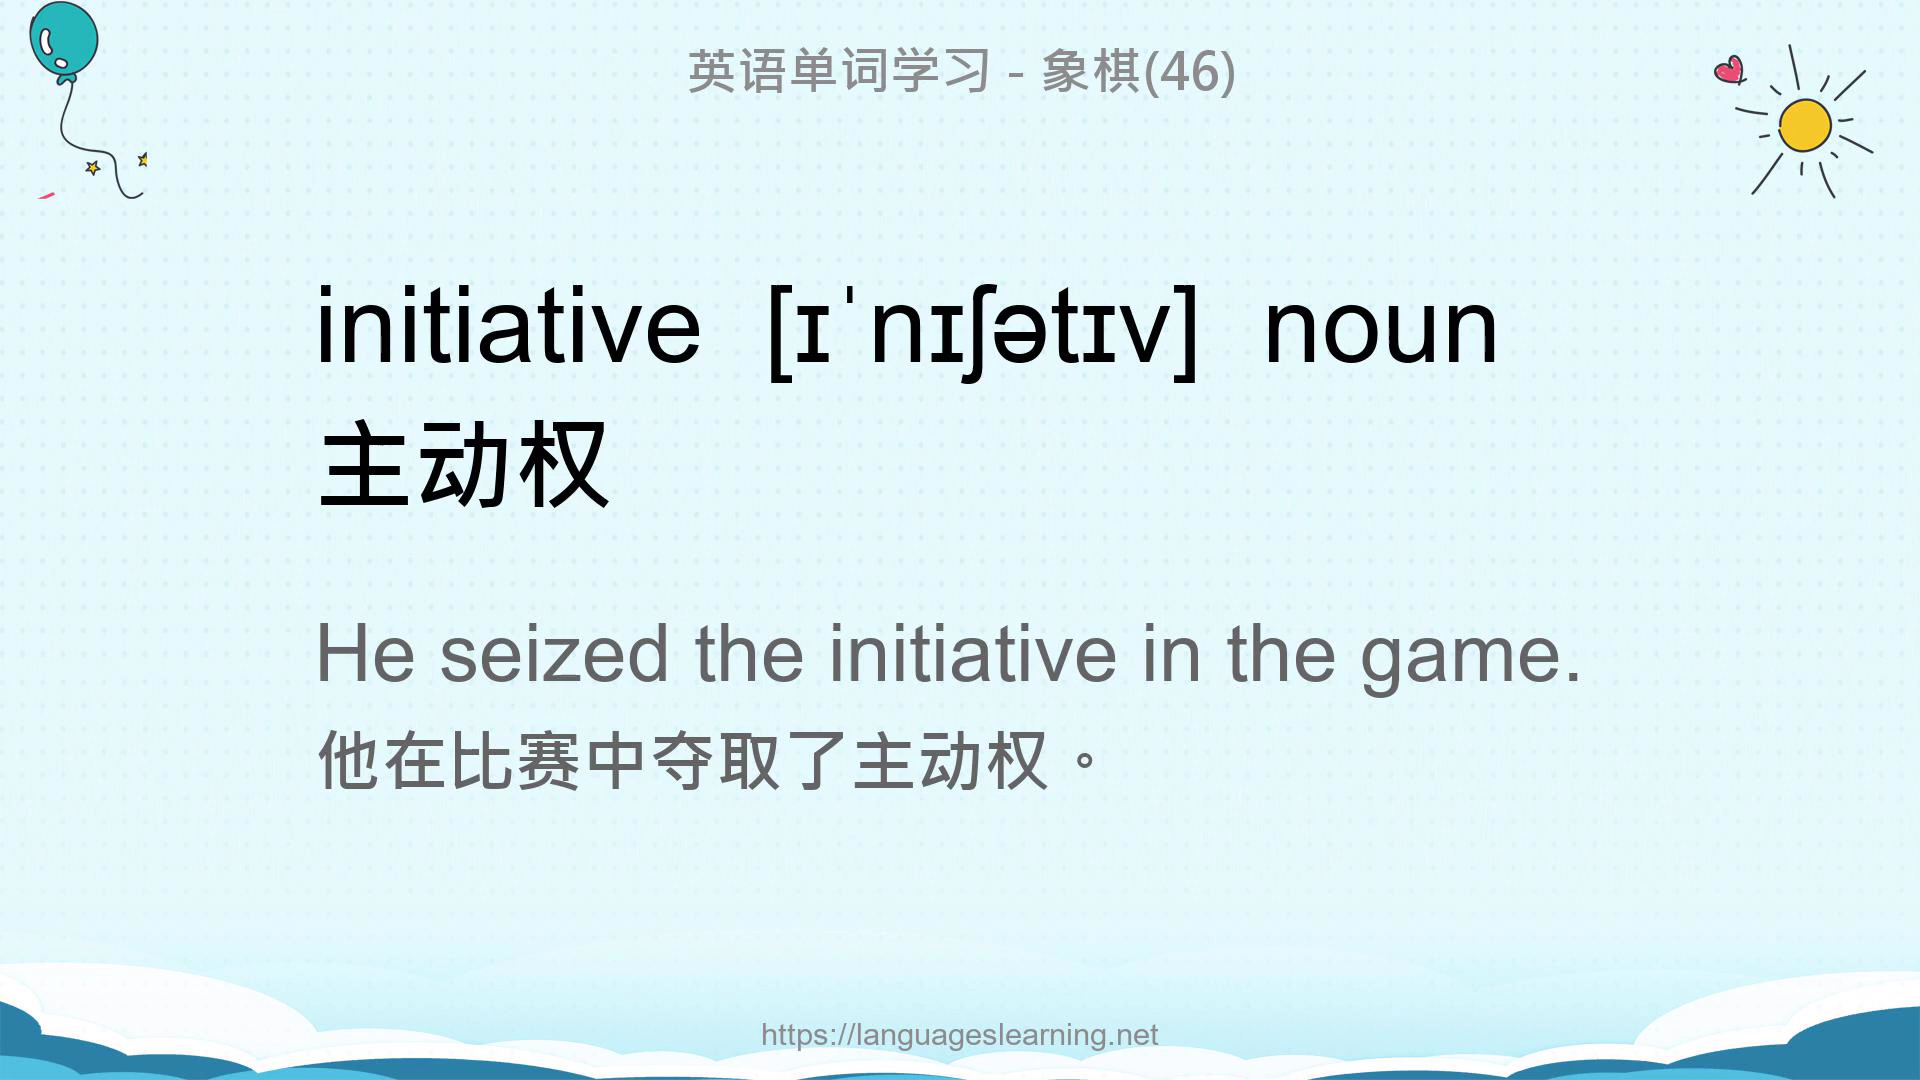 英语单词学习 - 象棋(46)
initiative [ɪˈnɪʃətɪv] noun
主动权
He seized the initiative in the game.
他在比赛中夺取了主动权。
https://languageslearning.net